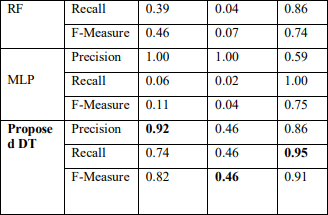 RF Recall 0.39 0.04 0.86
F-Measure 0.46 0.07 0.74
MLP Precision 1.00 1.00 0.59
Recall 0.06 0.02 1.00
F-Measure 0.11 0.04 0.75
Propose
d DT Precision 0.92 0.46 0.86
Recall 0.74 0.46 0.95
F-Measure 0.82 0.46 0.91